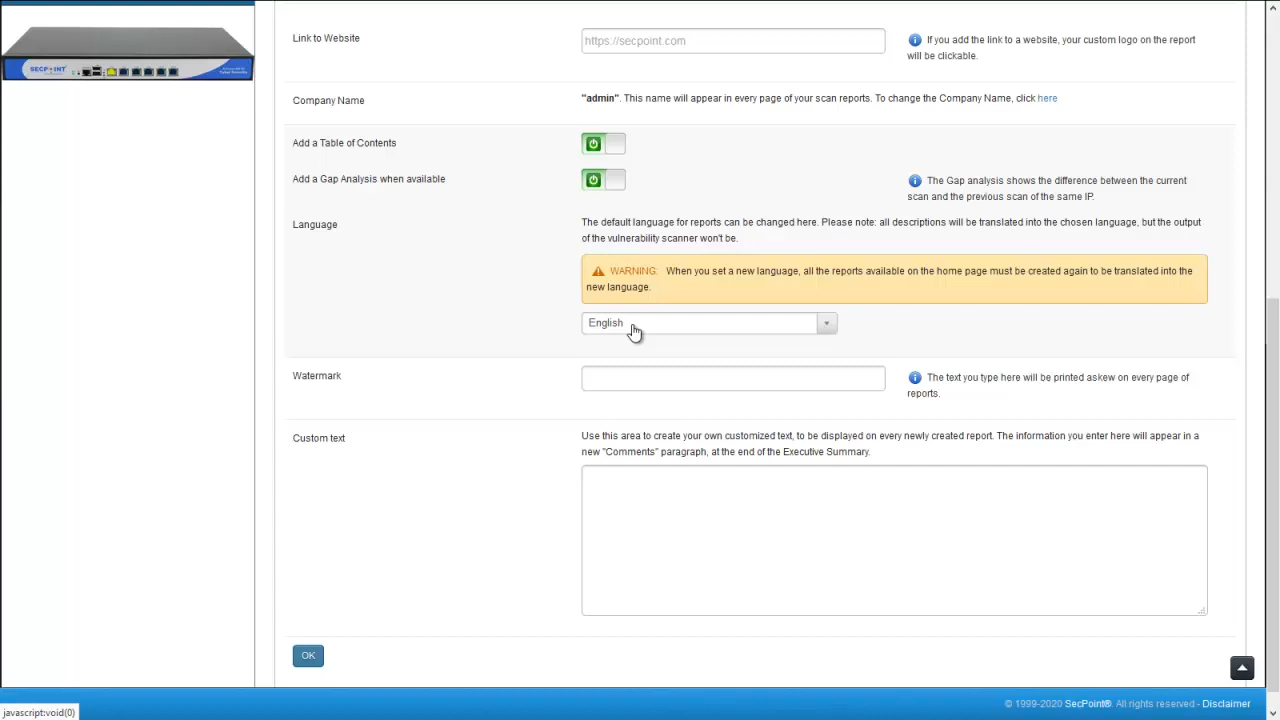 SECPOINT
Link to Website
https://secpoint.com
If you add the link to a website, your custom logo on the report
will be clickable.
Company Name
"admin". This name will appear in every page of your scan reports. To change the Company Name, click here
Add a Table of Contents
Add a Gap Analysis when available
The Gap analysis shows the difference between the current
scan and the previous scan of the same IP.
Language
The default language for reports can be changed here. Please note: all descriptions will be translated into the chosen language, but the output
of the vulnerability scanner won't be.
WARNING: When you set a new language, all the reports available on the home page must be created again to be translated into the
new language.
English
Watermark
The text you type here will be printed askew on every page of
reports.
Custom text
Use this area to create your own customized text, to be displayed on every newly created report. The information you enter here will appear in a
new "Comments" paragraph, at the end of the Executive Summary.
OK
© 1999-2020 SecPoint®. All rights reserved - Disclaimer
javascript:void(0)